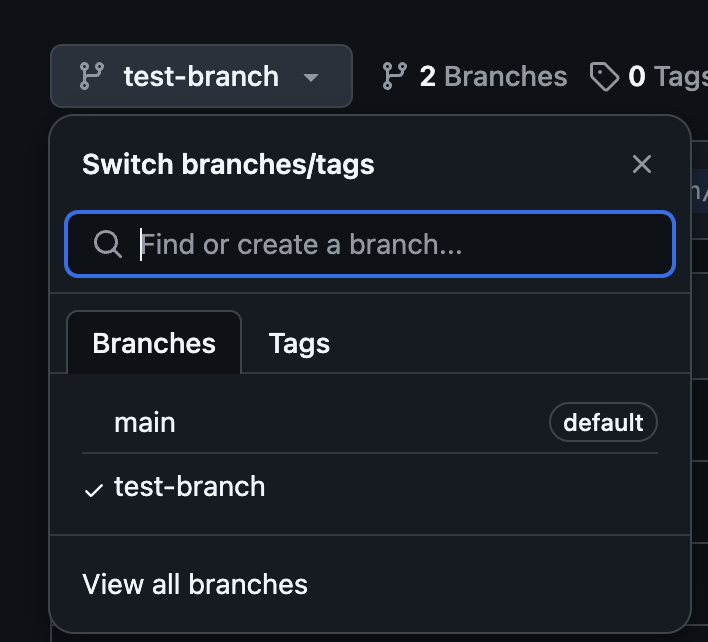 test-branch 2 Branches 0 Tags
Switch branches/tags
Find or create a branch...
Branches Tags
main default
test-branch
View all branches